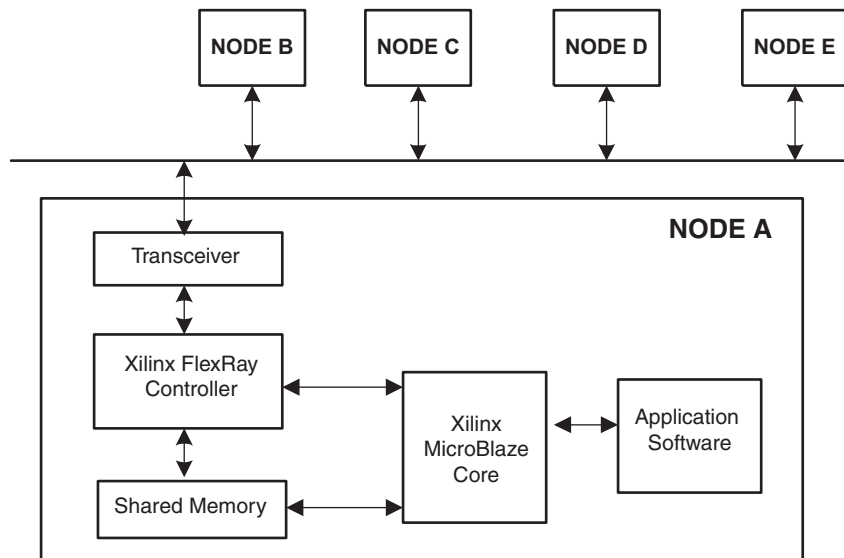 NODE B
NODE C
NODE D
NODE E
NODE A
Transceiver
Xilinx FlexRay
Controller
Xilinx
MicroBlaze
Core
Application
Software
Shared Memory